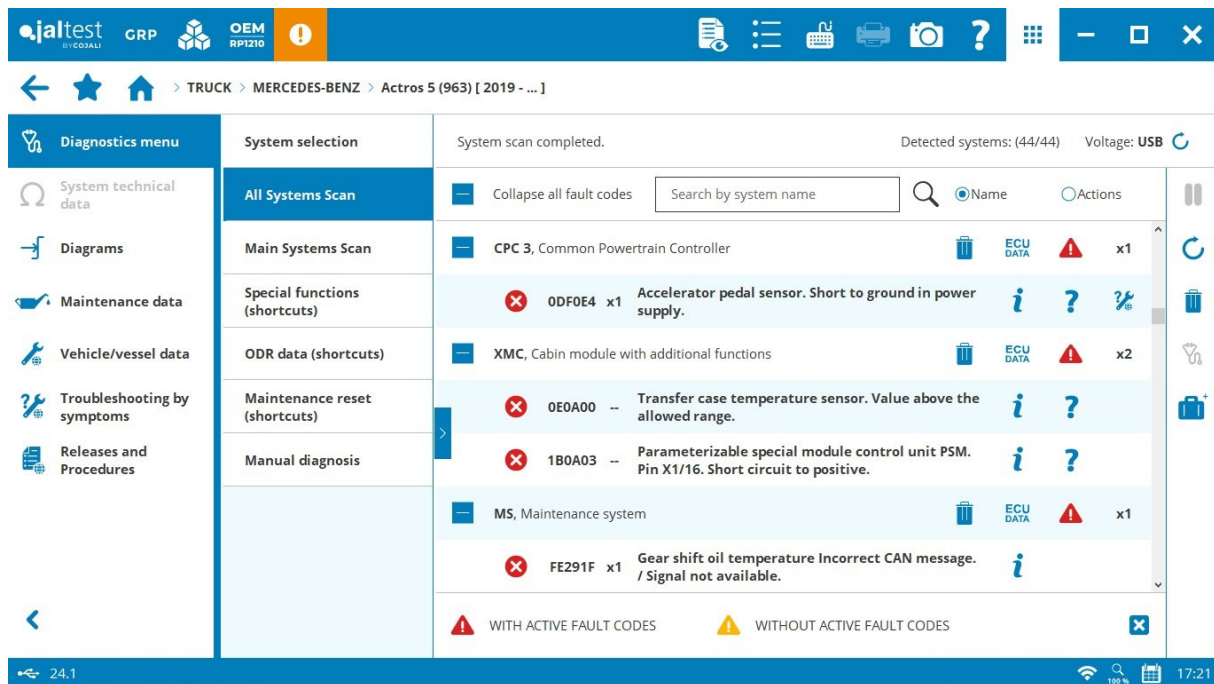 jaltest
BY COJALI
GRP
OEM
RP1210
> TRUCK > MERCEDES-BENZ > Actros 5 (963) [ 2019 - ... ]
Diagnostics menu
System technical
data
Diagrams
Maintenance data
Vehicle/vessel data
Troubleshooting by
symptoms
Releases and
Procedures
System selection
All Systems Scan
Main Systems Scan
Special functions
(shortcuts)
ODR data (shortcuts)
Maintenance reset
(shortcuts)
Manual diagnosis
System scan completed. Detected systems: (44/44) Voltage: USB
Collapse all fault codes Search by system name Name Actions
CPC 3, Common Powertrain Controller ECU DATA x1
0DF0E4 x1 Accelerator pedal sensor. Short to ground in power
supply.
XMC, Cabin module with additional functions ECU DATA x2
0E0A00 -- Transfer case temperature sensor. Value above the
allowed range.
1B0A03 -- Parameterizable special module control unit PSM.
Pin X1/16. Short circuit to positive.
MS, Maintenance system ECU DATA x1
FE291F x1 Gear shift oil temperature Incorrect CAN message.
/ Signal not available.
WITH ACTIVE FAULT CODES WITHOUT ACTIVE FAULT CODES
24.1 100 % 17:21